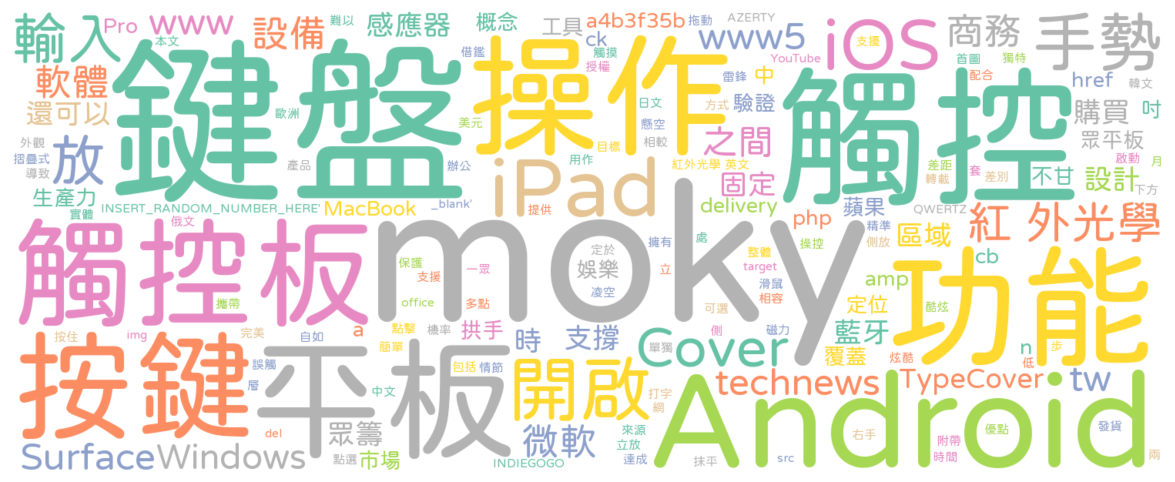 輸入 Pro www 設備 感應器 概念 工具 a4b3f35b 拖動 AZERTY iOS 商務 手勢
難以 本文 借鑑 觸摸 授權 ck www5 YouTube 支援 首圖 獨特
軟體 鍵盤 操作 雷鋒 中 觸控 配合 href 韓文
還可以 歐洲 日文 驗證 方式 購買 吋
外觀 放 辦公 美元 懸空 相較 之間 眾平板
摺疊式 導致 產品 iPad 用作 目標 紅外光學 英文 差距 套 差別 不甘 設計 啟動 月
生產力 實體 INSERT_RANDOM_NUMBER_HERE' MacBook _blank' 提供 固定 轉載 下方
俄文 delivery php 蘋果 QWERTZ 紅 外光學
觸控板 moky 定於 擁有 處 整體 操控 精準 側放 區域
攜帶 保護 支援 一眾 娛樂 立 target 滑鼠 相容 cb
office 多點 凌空 可選 amp 酷炫 功能
按住 img 完美 自如 點擊 機率 拱手 時 支撐 側 磁力 定位 藍牙
按鍵 平板 誤觸 簡單 包括 情節 Cover 單獨 覆蓋 炫酷 n 低 步
層 中文 開啟 打字 網 technews TypeCover tw
del 眾籌 微軟 來源 立放 Android 右手 優點 發貨
Surface Windows 點選 市場 INDIEGOGO 達成 抹平 src 附帶 時間 兩
a